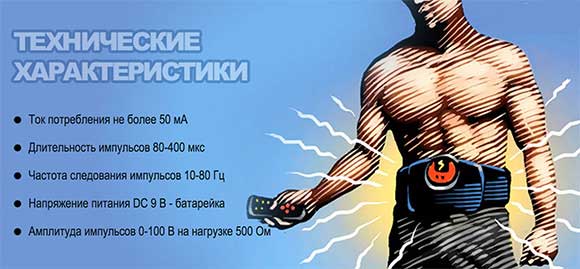 ТЕХНИЧЕСКИЕ
ХАРАКТЕРИСТИКИ
● Ток потребления не более 50 мА
● Длительность импульсов 80-400 мкс
● Частота следования импульсов 10-80 Гц
● Напряжение питания DC 9 В - батарейка
● Амплитуда импульсов 0-100 В на нагрузке 500 Ом